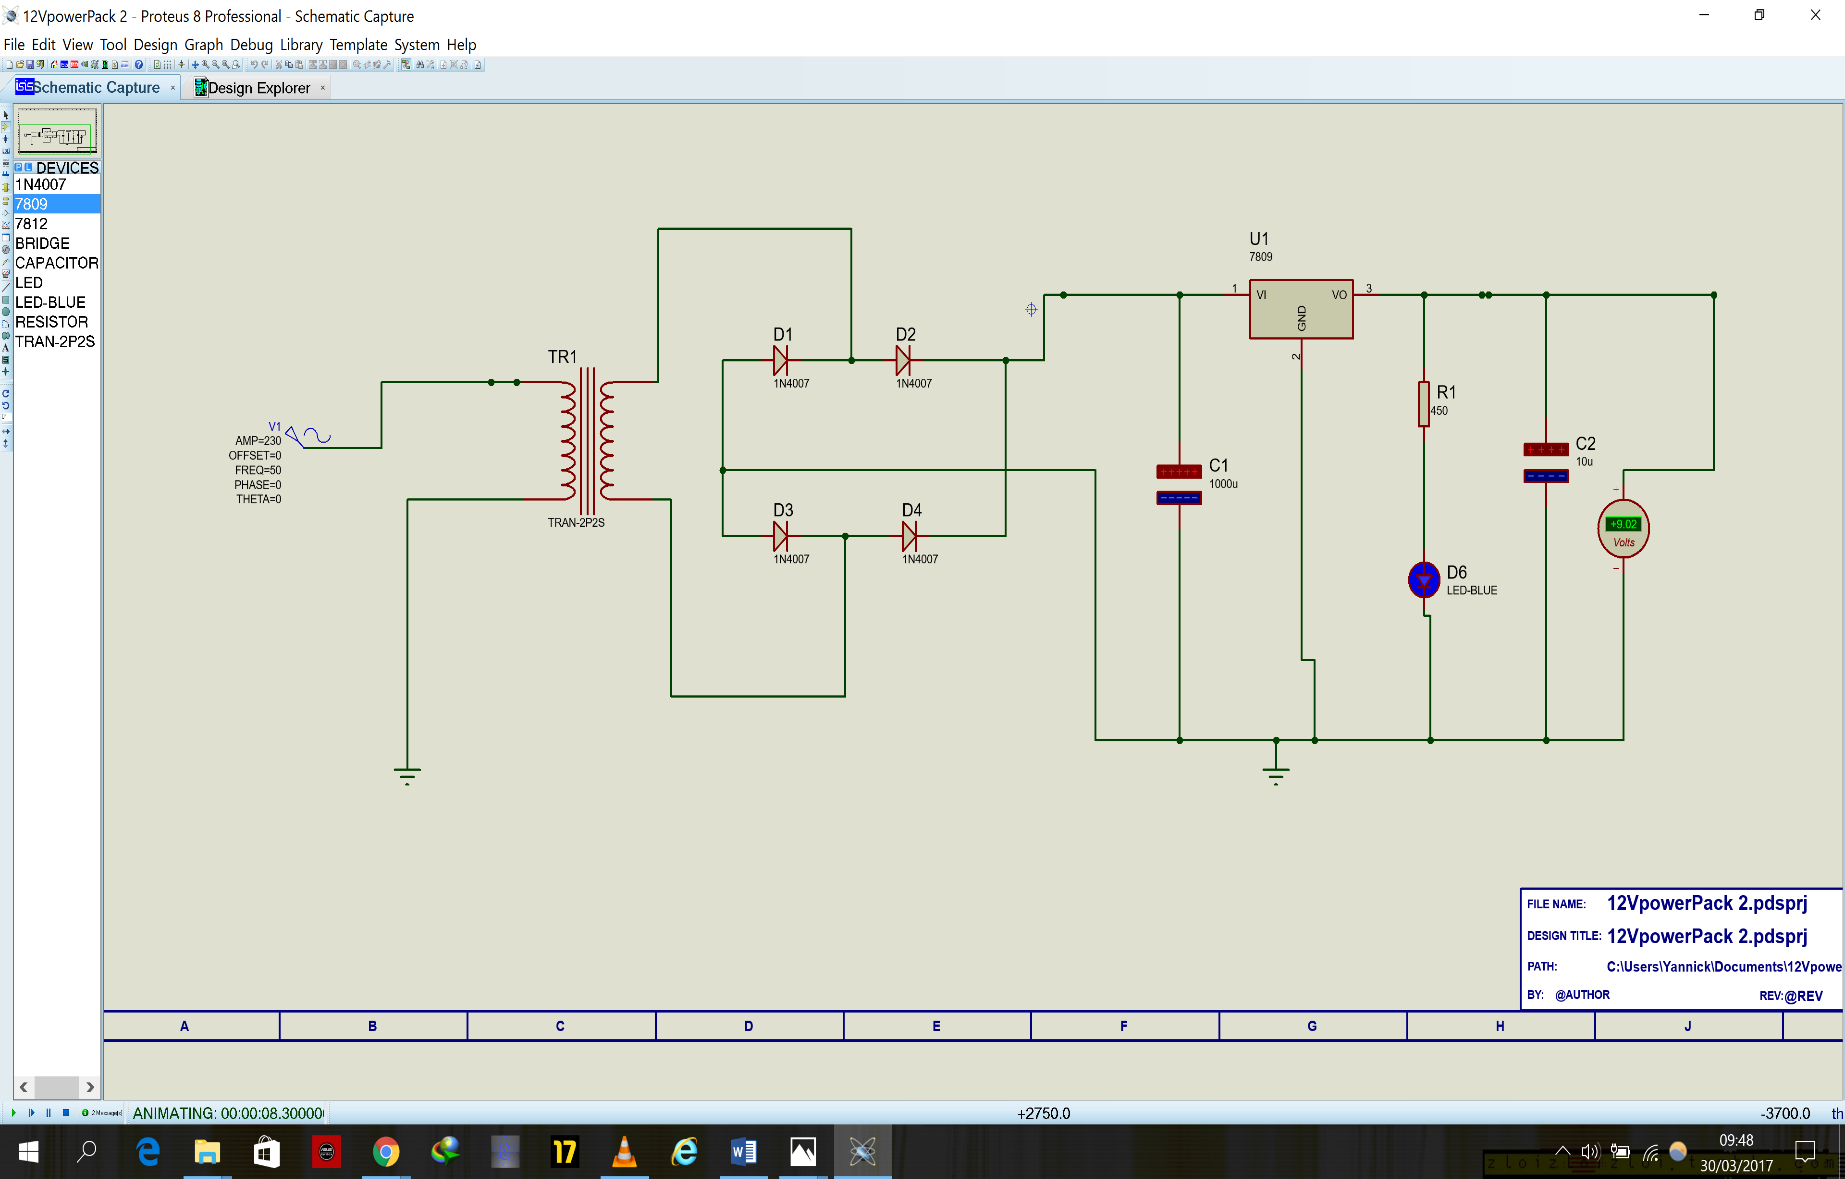 12VpowerPack 2 - Proteus 8 Professional - Schematic Capture
File Edit View Tool Design Graph Debug Library Template System Help
Schematic Capture
Design Explorer
DEVICES
1N4007
7809
7812
BRIDGE
CAPACITOR
LED
LED-BLUE
RESISTOR
TRAN-2P2S
V1
AMP=230
OFFSET=0
FREQ=50
PHASE=0
THETA=0
TR1
TRAN-2P2S
D1
1N4007
D2
1N4007
D3
1N4007
D4
1N4007
C1
1000u
U1
7809
1
VI
VO
3
GND
2
R1
450
D6
LED-BLUE
C2
10u
+9.02
Volts
FILE NAME: 12VpowerPack 2.pdsprj
DESIGN TITLE: 12VpowerPack 2.pdsprj
PATH: C:\Users\Yannick\Documents\12Vpowe
BY: @AUTHOR REV:@REV
A B C D E F G H J
2 Message(s)
ANIMATING: 00:00:08.30000
+2750.0
-3700.0 th
17
09:48
30/03/2017